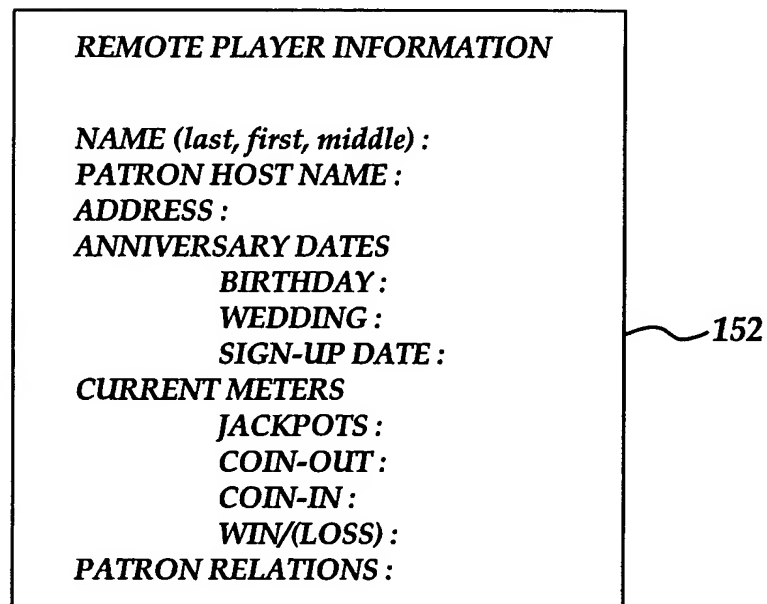 REMOTE PLAYER INFORMATION
NAME (last, first, middle) :
PATRON HOST NAME :
ADDRESS :
ANNIVERSARY DATES
BIRTHDAY :
WEDDING :
SIGN-UP DATE :
CURRENT METERS
JACKPOTS :
COIN-OUT :
COIN-IN :
WIN/(LOSS) :
PATRON RELATIONS :
152